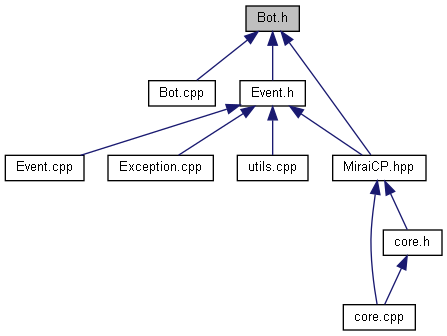 Bot.h
Bot.cpp
Event.h
Event.cpp
Exception.cpp
utils.cpp
MiraiCP.hpp
core.h
core.cpp